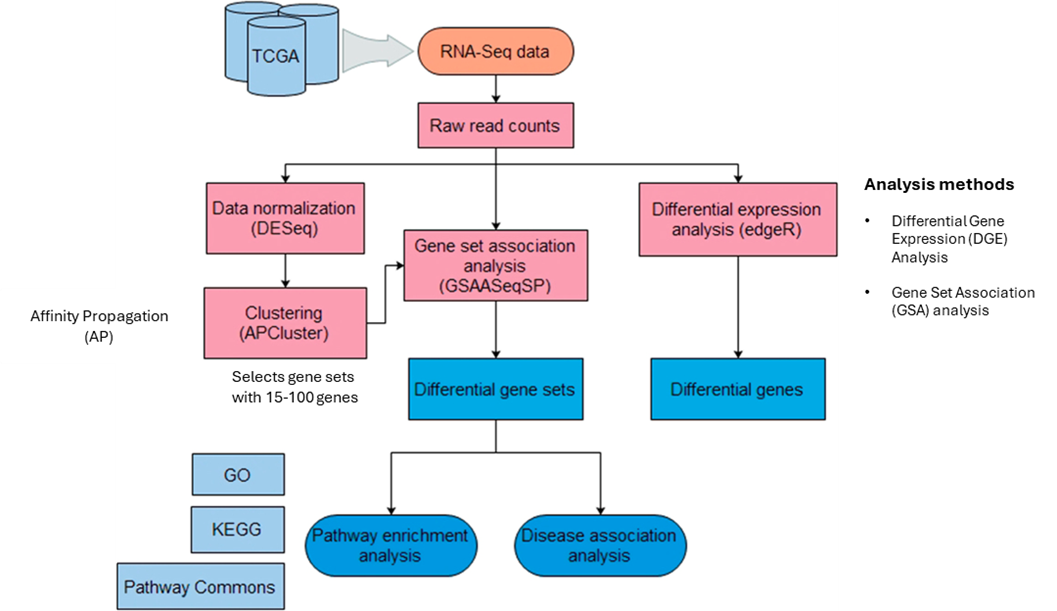 TCGA
RNA-Seq data
Raw read counts
Data normalization
(DESeq)
Gene set association
analysis
(GSAASeqSP)
Differential expression
analysis (edgeR)
Analysis methods
• Differential Gene
Expression (DGE)
Analysis
• Gene Set Association
(GSA) analysis
Affinity Propagation
(AP)
Clustering
(APCluster)
Selects gene sets
with 15-100 genes
Differential gene sets
Differential genes
GO
KEGG
Pathway Commons
Pathway enrichment
analysis
Disease association
analysis